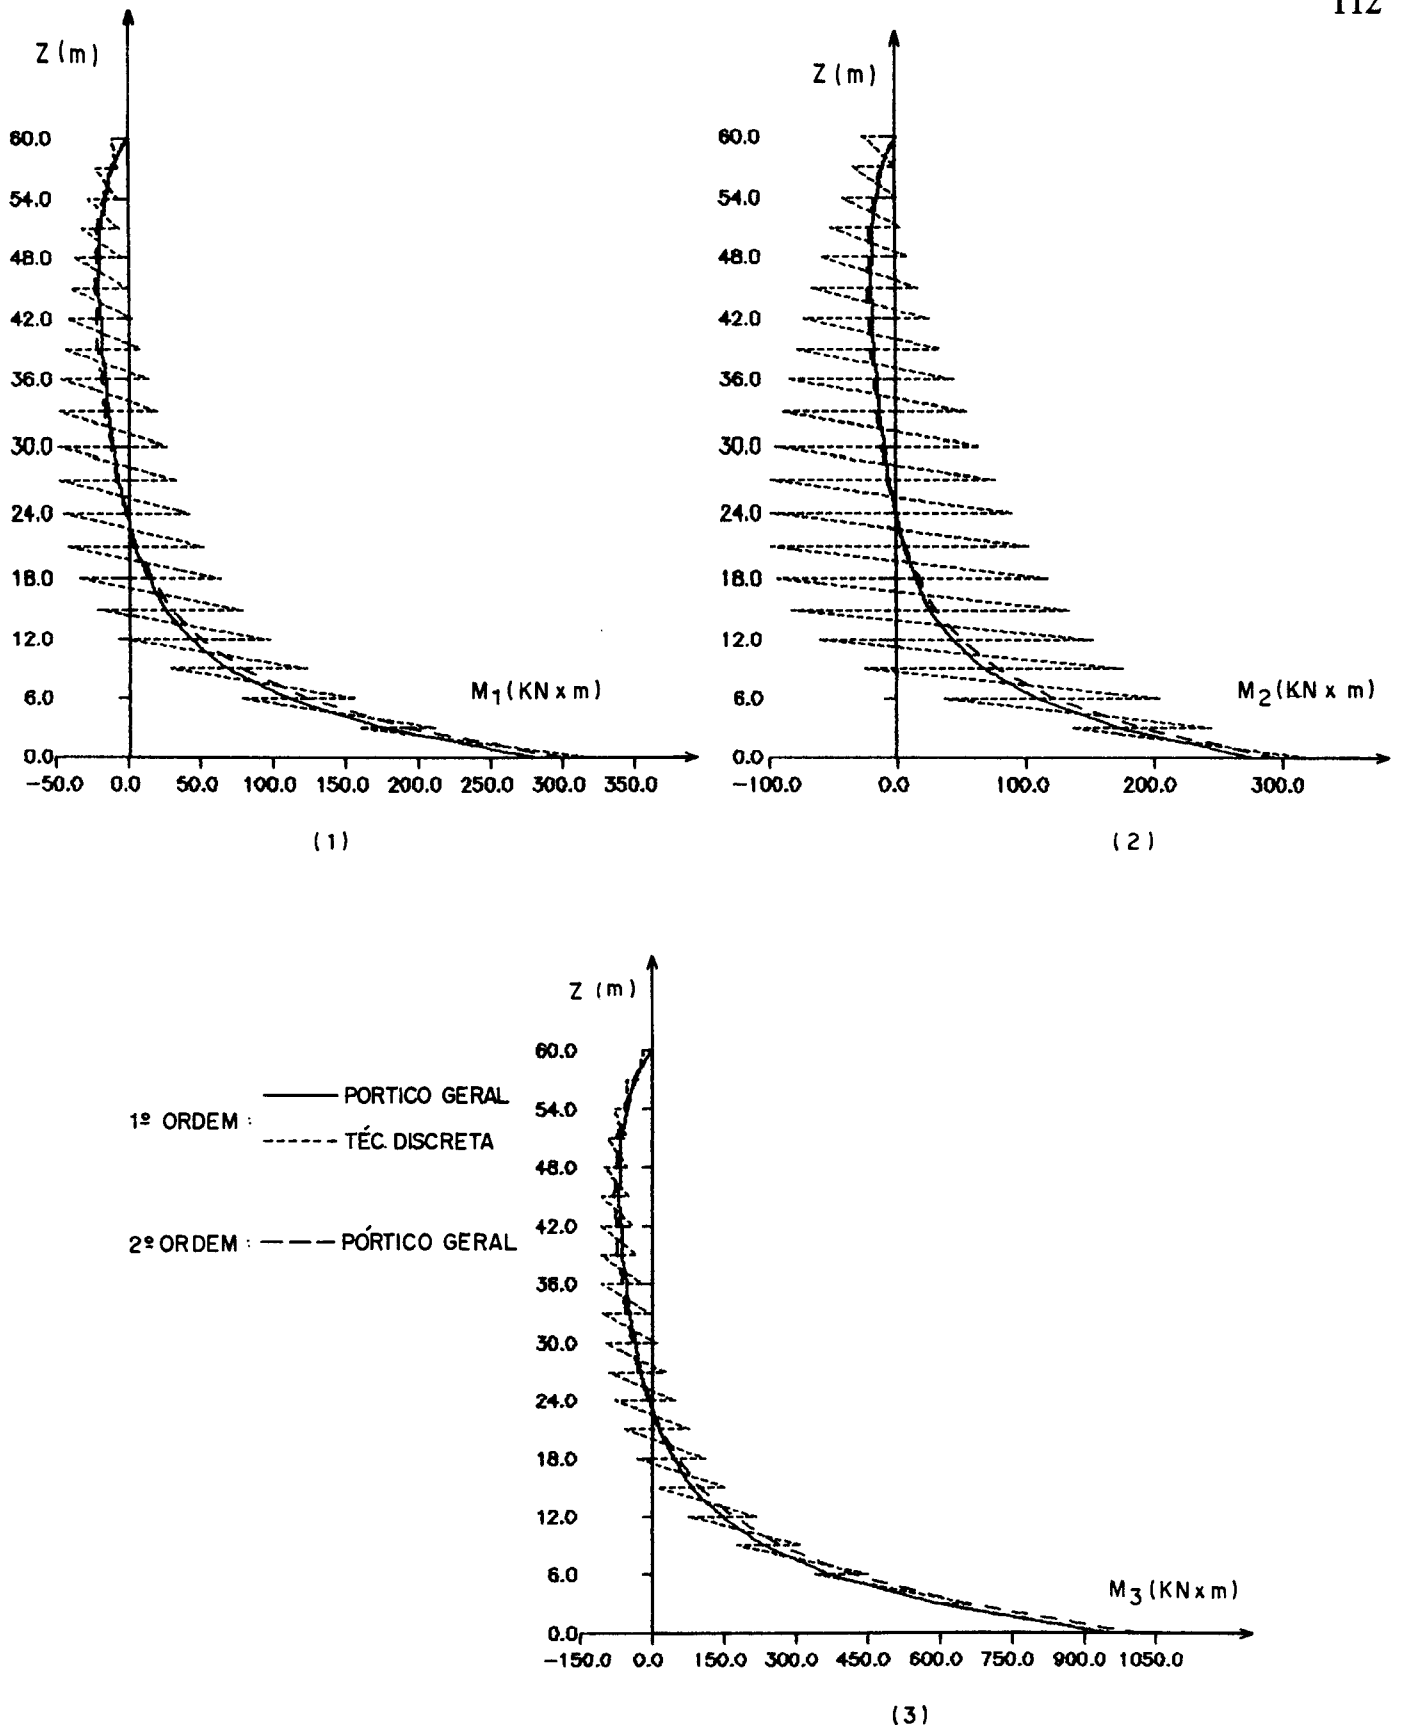 112
Z (m)
60.0
54.0
48.0
42.0
36.0
30.0
24.0
18.0
12.0
6.0
0.0
M1 (KN x m)
-50.0 0.0 50.0 100.0 150.0 200.0 250.0 300.0 350.0
(1)
Z (m)
60.0
54.0
48.0
42.0
36.0
30.0
24.0
18.0
12.0
6.0
0.0
M2 (KN x m)
-100.0 0.0 100.0 200.0 300.0
(2)
1º ORDEM :
PORTICO GERAL
TÉC. DISCRETA
2º ORDEM :
PÓRTICO GERAL
Z (m)
60.0
54.0
48.0
42.0
36.0
30.0
24.0
18.0
12.0
6.0
0.0
M3 (KN x m)
-150.0 0.0 150.0 300.0 450.0 600.0 750.0 900.0 1050.0
(3)